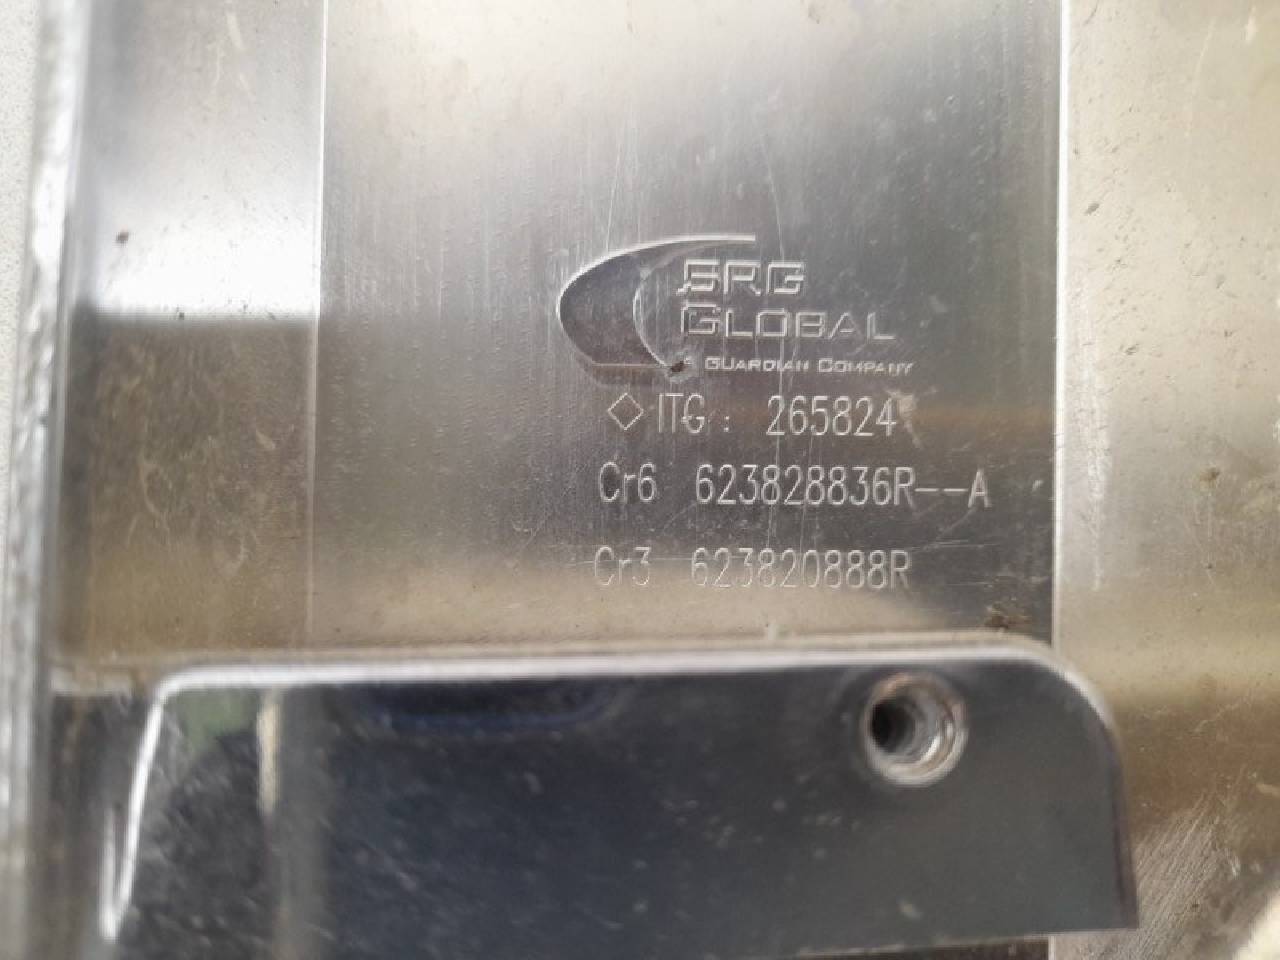 SRG
GLOBAL
A GUARDIAN COMPANY
◇ ITG: 265824
Cr6 623828836R--A
Cr3 623820888R